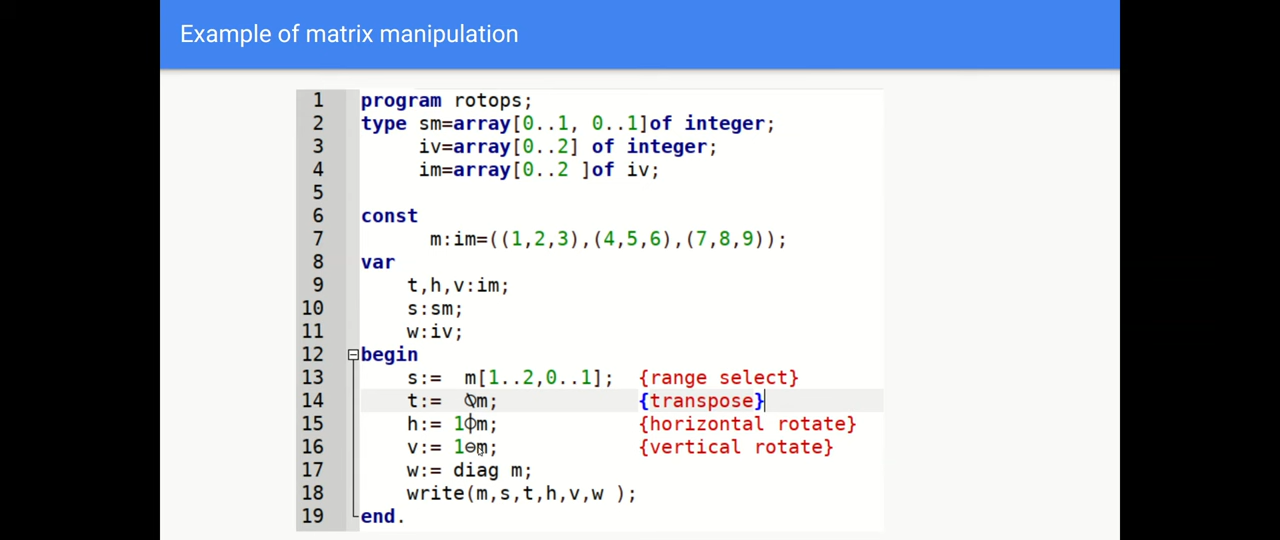 Example of matrix manipulation
1 program rotops;
2 type sm=array[0..1, 0..1]of integer;
3 iv=array[0..2] of integer;
4 im=array[0..2 ]of iv;
5
6 const
7 m:im=((1,2,3),(4,5,6),(7,8,9));
8 var
9 t,h,v:im;
10 s:sm;
11 w:iv;
12 begin
13 s:= m[1..2,0..1]; {range select}
14 t:= ⍉m; {transpose}
15 h:= 1⌽m; {horizontal rotate}
16 v:= 1⊖m; {vertical rotate}
17 w:= diag m;
18 write(m,s,t,h,v,w );
19 end.